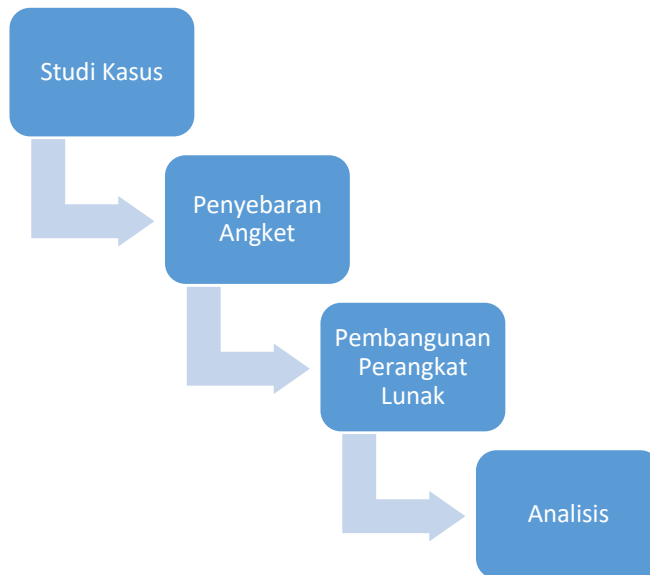 Studi Kasus
Penyebaran
Angket
Pembangunan
Perangkat
Lunak
Analisis